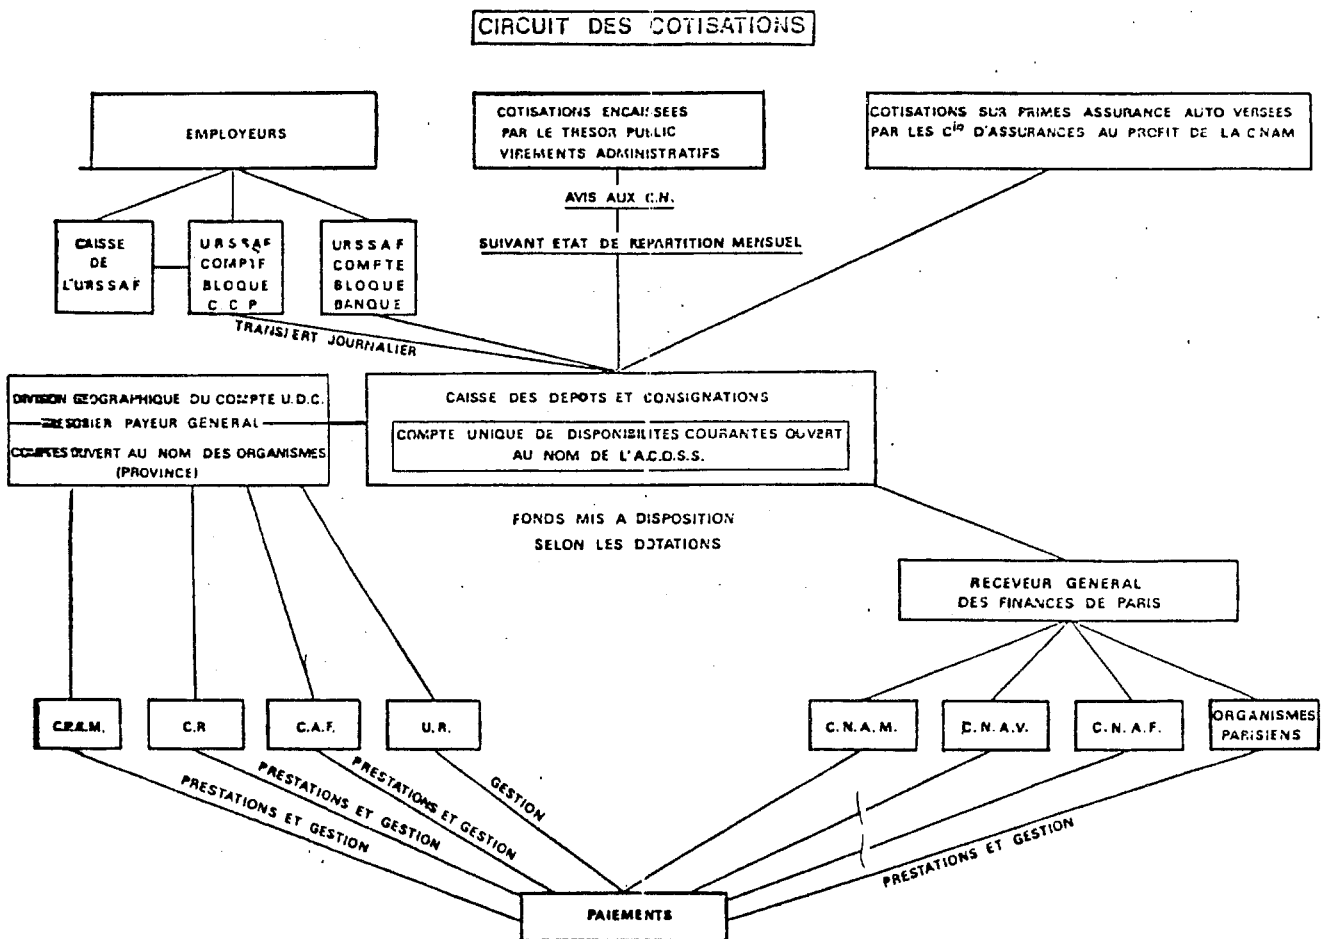 CIRCUIT DES COTISATIONS
EMPLOYEURS
COTISATIONS ENCAISSEES
PAR LE TRESOR PUBLIC
VIREMENTS ADMINISTRATIFS
COTISATIONS SUR PRIMES ASSURANCE AUTO VERSEES
PAR LES Cie D'ASSURANCES AU PROFIT DE LA CNAM
AVIS AUX C.N.
SUIVANT ETAT DE REPARTITION MENSUEL
CAISSE
DE
L'URSSAF
URSSAF
COMPTE
BLOQUE
C C P
URSSAF
COMPTE
BLOQUE
BANQUE
TRANSFERT JOURNALIER
DIVISION GEOGRAPHIQUE DU COMPTE U.D.C.
TRESORIER PAYEUR GENERAL
COMPTES OUVERT AU NOM DES ORGANISMES
(PROVINCE)
CAISSE DES DEPOTS ET CONSIGNATIONS
COMPTE UNIQUE DE DISPONIBILITES COURANTES OUVERT
AU NOM DE L'A.C.O.S.S.
FONDS MIS A DISPOSITION
SELON LES DOTATIONS
RECEVEUR GENERAL
DES FINANCES DE PARIS
C.P.A.M.
C.R
C.A.F.
U.R.
C.N.A.M.
C.N.A.V.
C.N.A.F.
ORGANISMES
PARISIENS
PRESTATIONS ET GESTION
PRESTATIONS ET GESTION
PRESTATIONS ET GESTION
GESTION
PRESTATIONS ET GESTION
PAIEMENTS